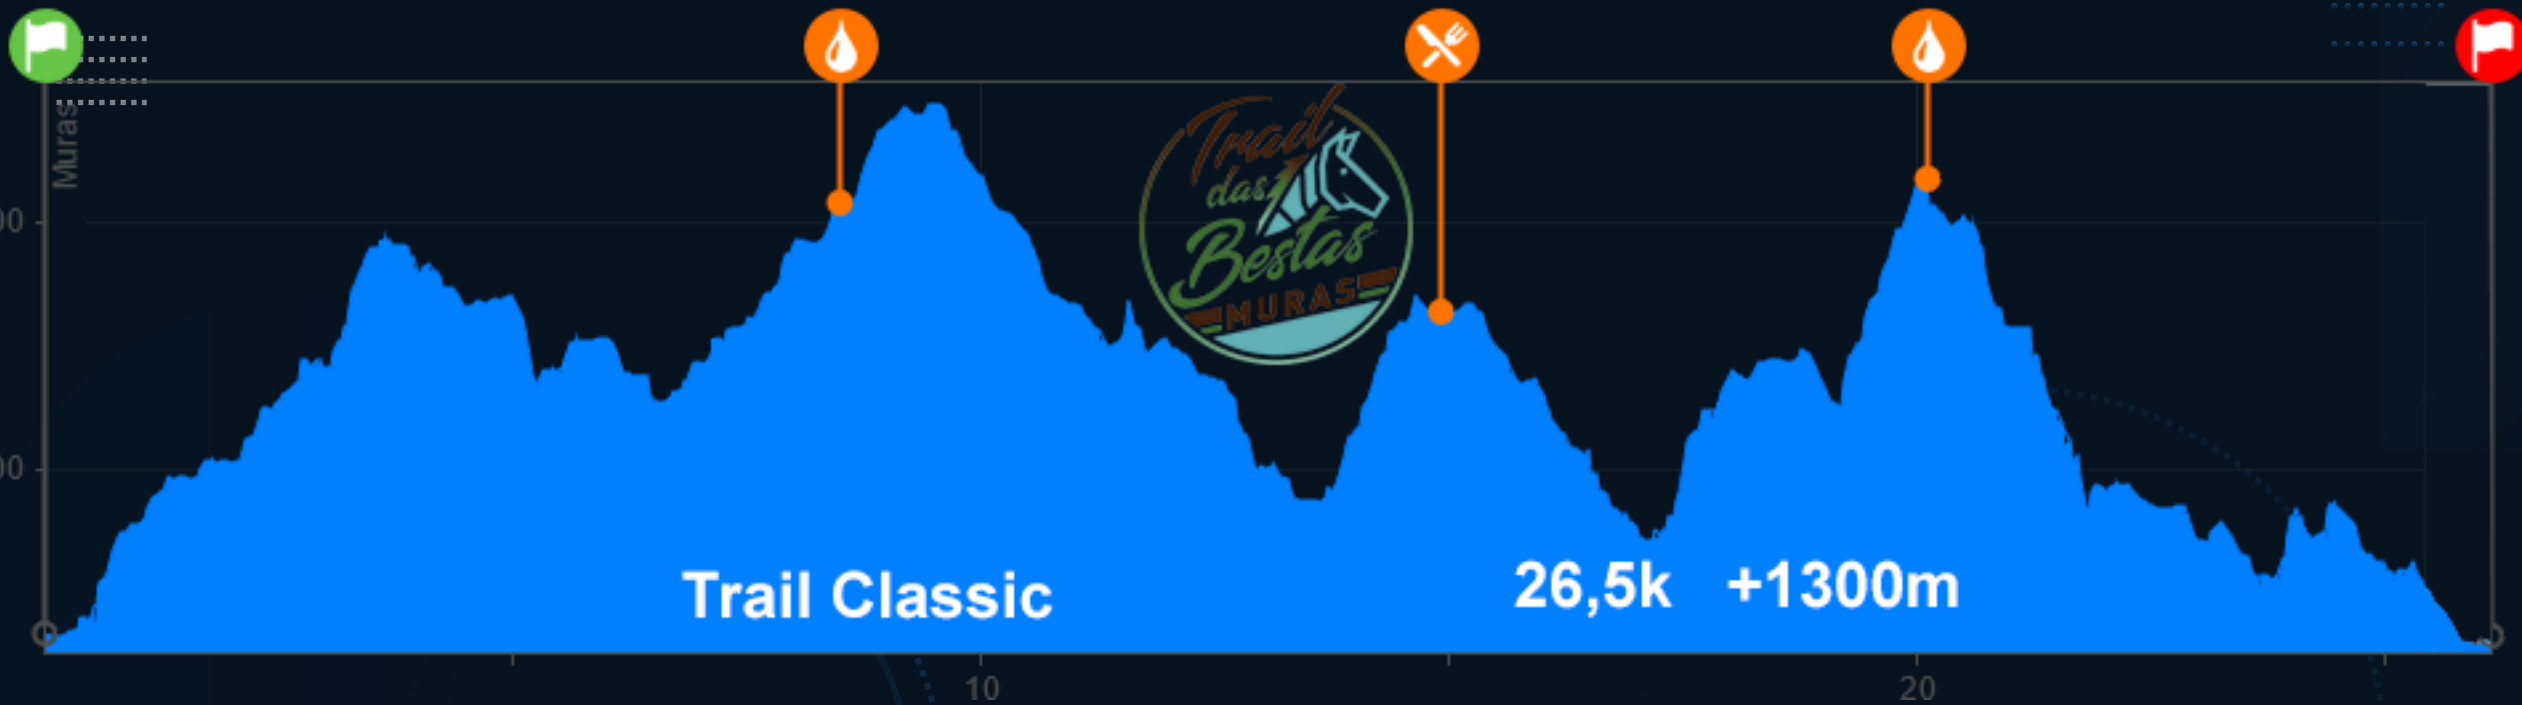 Muras
Trail
das
Bestas
MURAS
00
00
Trail Classic
26,5k +1300m
10
20